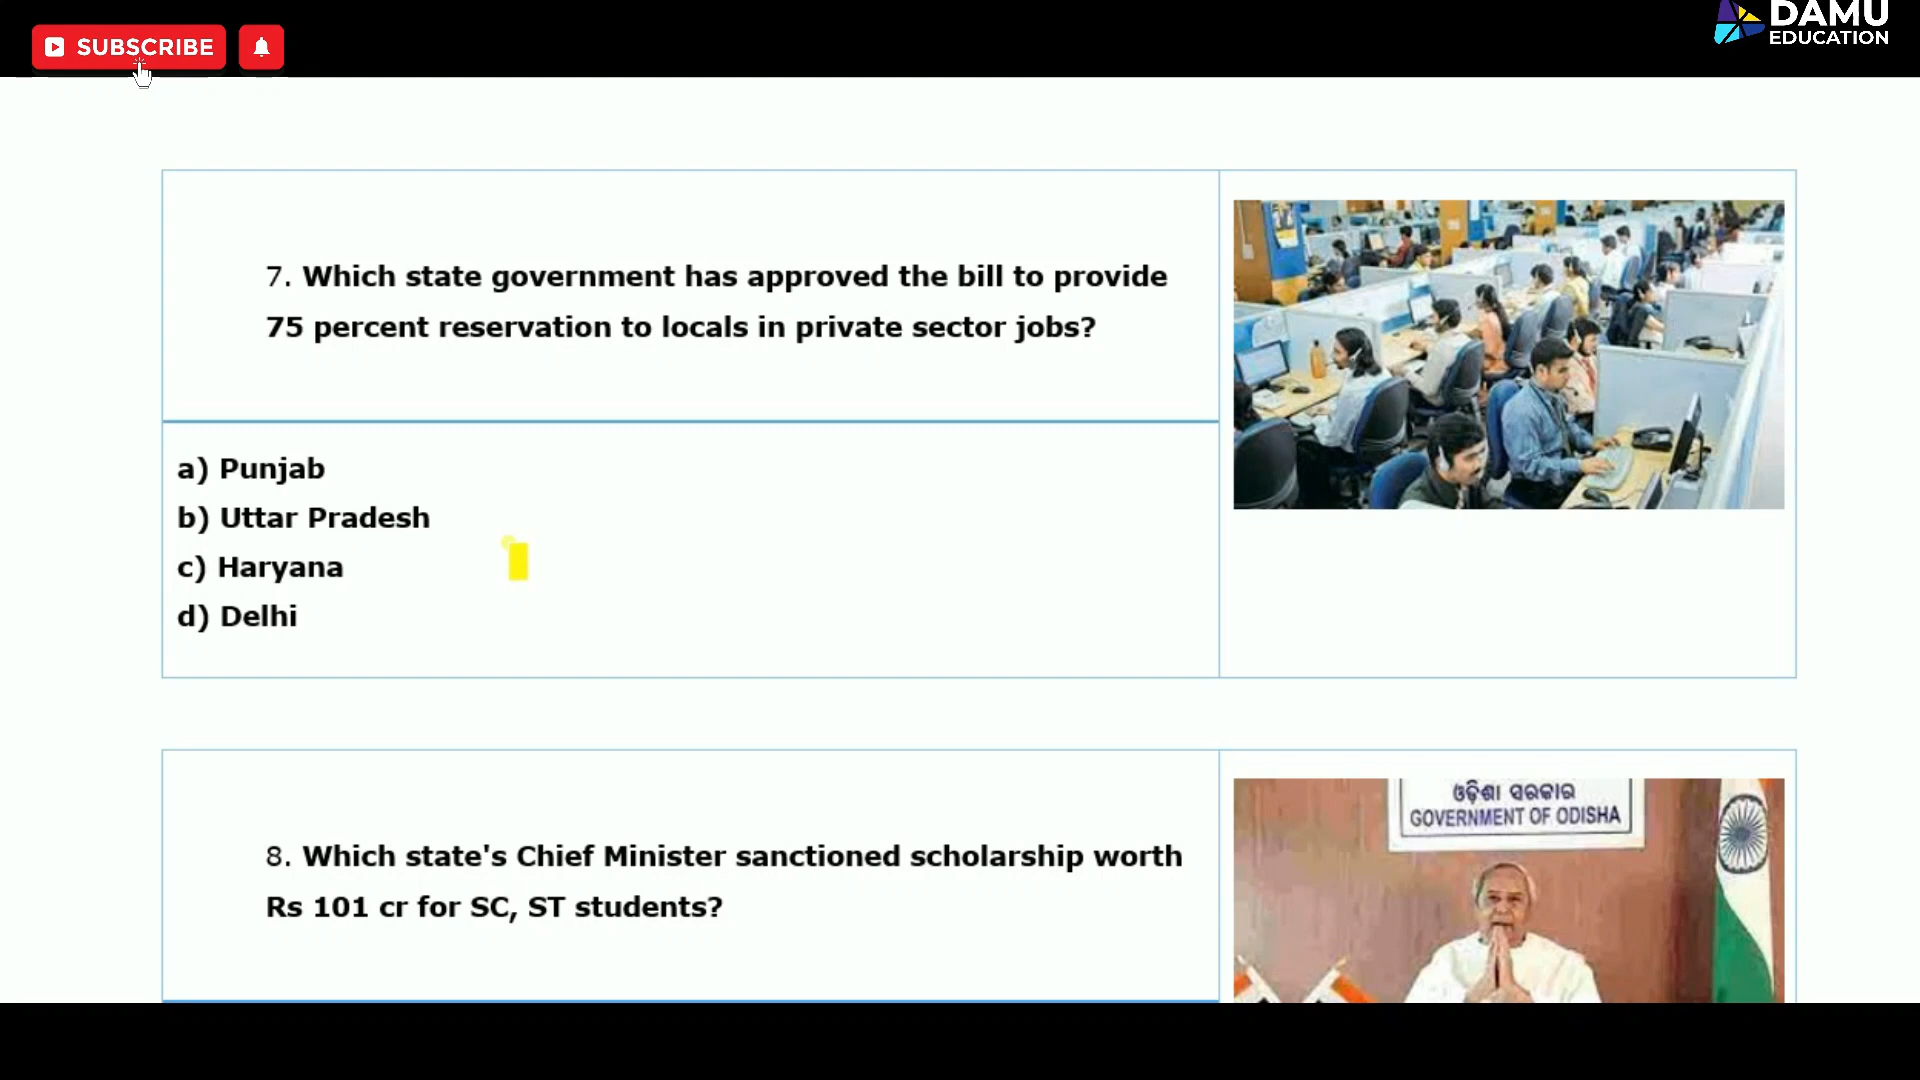 SUBSCRIBE
DAMU
EDUCATION
7. Which state government has approved the bill to provide
75 percent reservation to locals in private sector jobs?
a) Punjab
b) Uttar Pradesh
c) Haryana
d) Delhi
8. Which state's Chief Minister sanctioned scholarship worth
Rs 101 cr for SC, ST students?
ଓଡ଼ିଶା ସରକାର
GOVERNMENT OF ODISHA